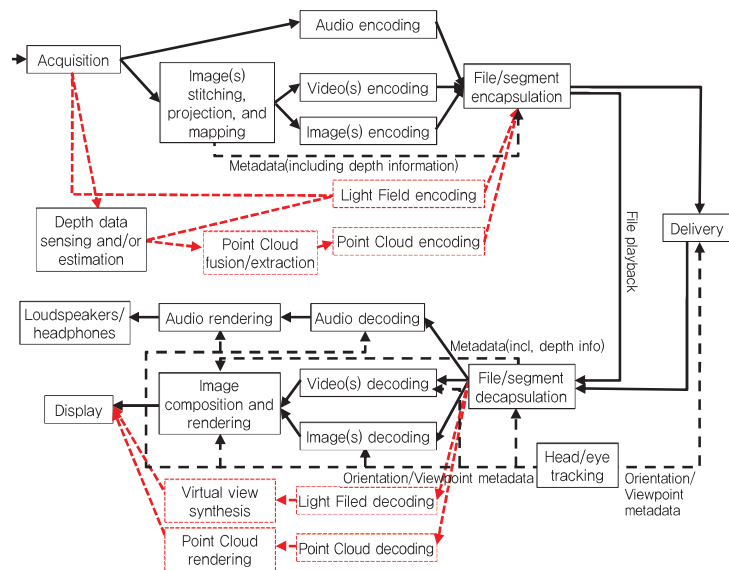 Audio encoding
Acquisition
Image(s)
stitching,
projection, and
mapping
Video(s) encoding
Image(s) encoding
File/segment
encapsulation
Metadata(including depth information)
Light Field encoding
Depth data
sensing and/or
estimation
Point Cloud
fusion/extraction
Point Cloud encoding
File playback
Delivery
Loudspeakers/
headphones
Audio rendering
Audio decoding
Metadata(incl, depth info)
Image
composition and
rendering
Video(s) decoding
File/segment
decapsulation
Display
Image(s) decoding
Orientation/Viewpoint metadata
Head/eye
tracking
Orientation/
Viewpoint
metadata
Virtual view
synthesis
Light Filed decoding
Point Cloud
rendering
Point Cloud decoding